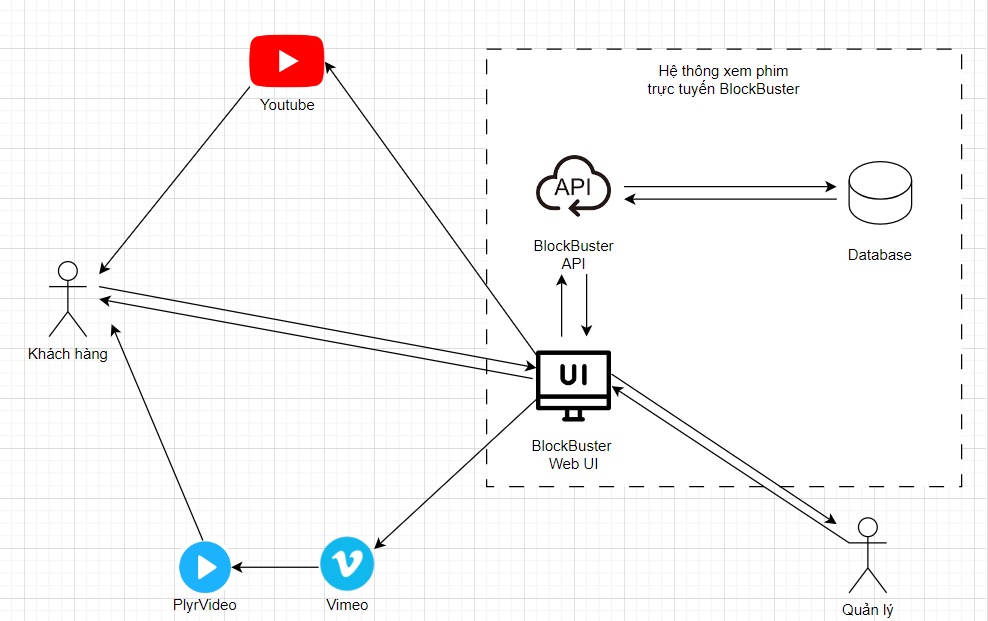 Youtube
Hệ thông xem phim
trực tuyến BlockBuster
API
BlockBuster
API
Database
Khách hàng
UI
BlockBuster
Web UI
PlyrVideo
Vimeo
Quản lý